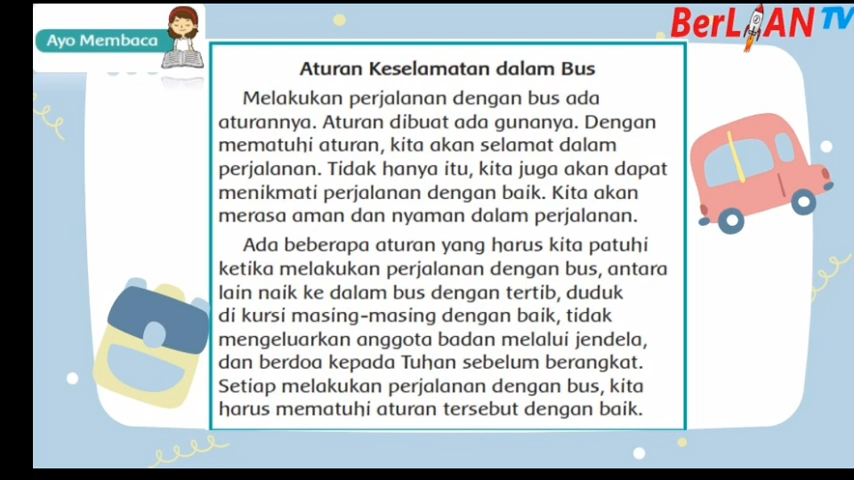 BerLIAN TV
Ayo Membaca
Aturan Keselamatan dalam Bus
Melakukan perjalanan dengan bus ada
aturannya. Aturan dibuat ada gunanya. Dengan
mematuhi aturan, kita akan selamat dalam
perjalanan. Tidak hanya itu, kita juga akan dapat
menikmati perjalanan dengan baik. Kita akan
merasa aman dan nyaman dalam perjalanan.
Ada beberapa aturan yang harus kita patuhi
ketika melakukan perjalanan dengan bus, antara
lain naik ke dalam bus dengan tertib, duduk
di kursi masing-masing dengan baik, tidak
mengeluarkan anggota badan melalui jendela,
dan berdoa kepada Tuhan sebelum berangkat.
Setiap melakukan perjalanan dengan bus, kita
harus mematuhi aturan tersebut dengan baik.